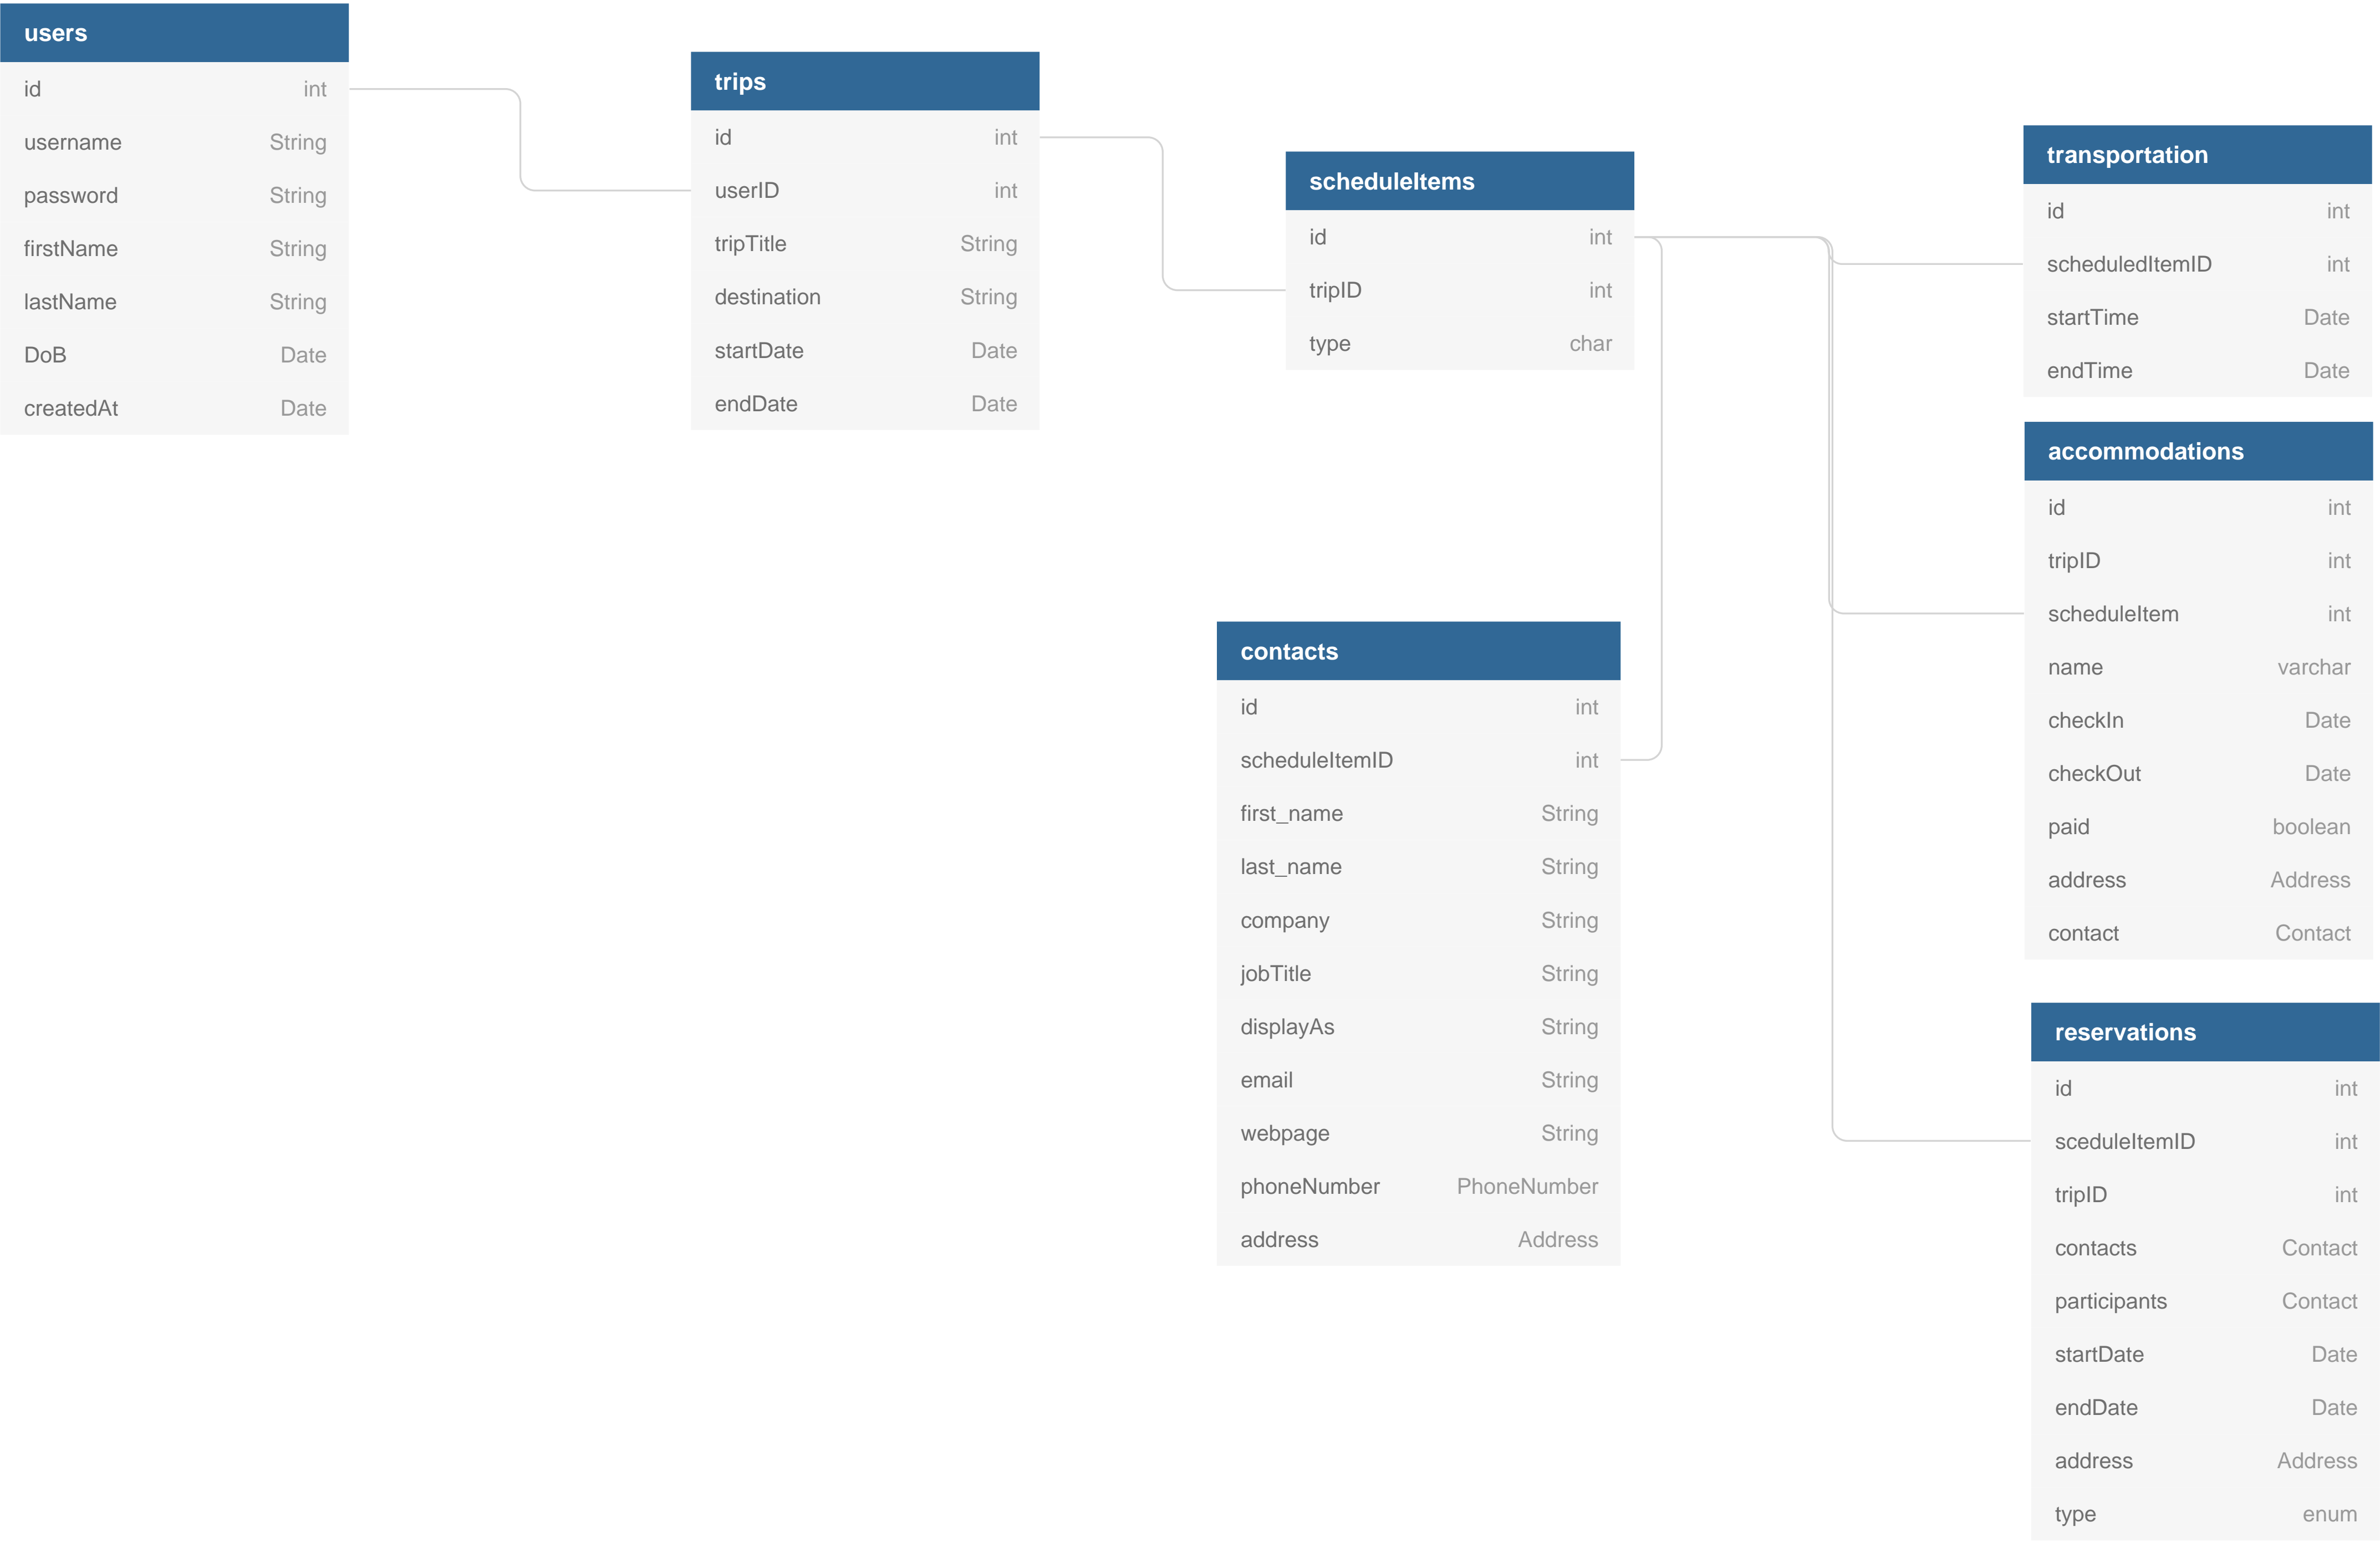 users
id int
username String
password String
firstName String
lastName String
DoB Date
createdAt Date
trips
id int
userID int
tripTitle String
destination String
startDate Date
endDate Date
scheduleItems
id int
tripID int
type char
contacts
id int
scheduleItemID int
first_name String
last_name String
company String
jobTitle String
displayAs String
email String
webpage String
phoneNumber PhoneNumber
address Address
transportation
id int
scheduledItemID int
startTime Date
endTime Date
accommodations
id int
tripID int
scheduleItem int
name varchar
checkIn Date
checkOut Date
paid boolean
address Address
contact Contact
reservations
id int
sceduleItemID int
tripID int
contacts Contact
participants Contact
startDate Date
endDate Date
address Address
type enum